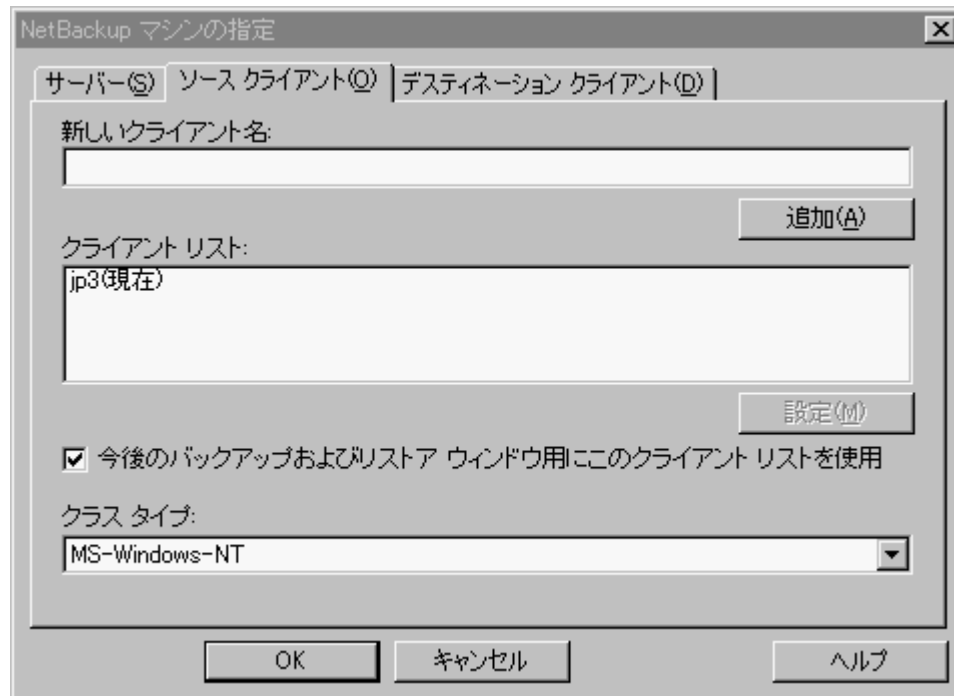 NetBackup マシンの指定
サーバー(S) ソース クライアント(O) デスティネーション クライアント(D)
新しいクライアント名:
追加(A)
クライアント リスト:
jp3(現在)
設定(M)
今後のバックアップおよびリストア ウィンドウ用にこのクライアント リストを使用
クラス タイプ:
MS-Windows-NT
OK キャンセル ヘルプ